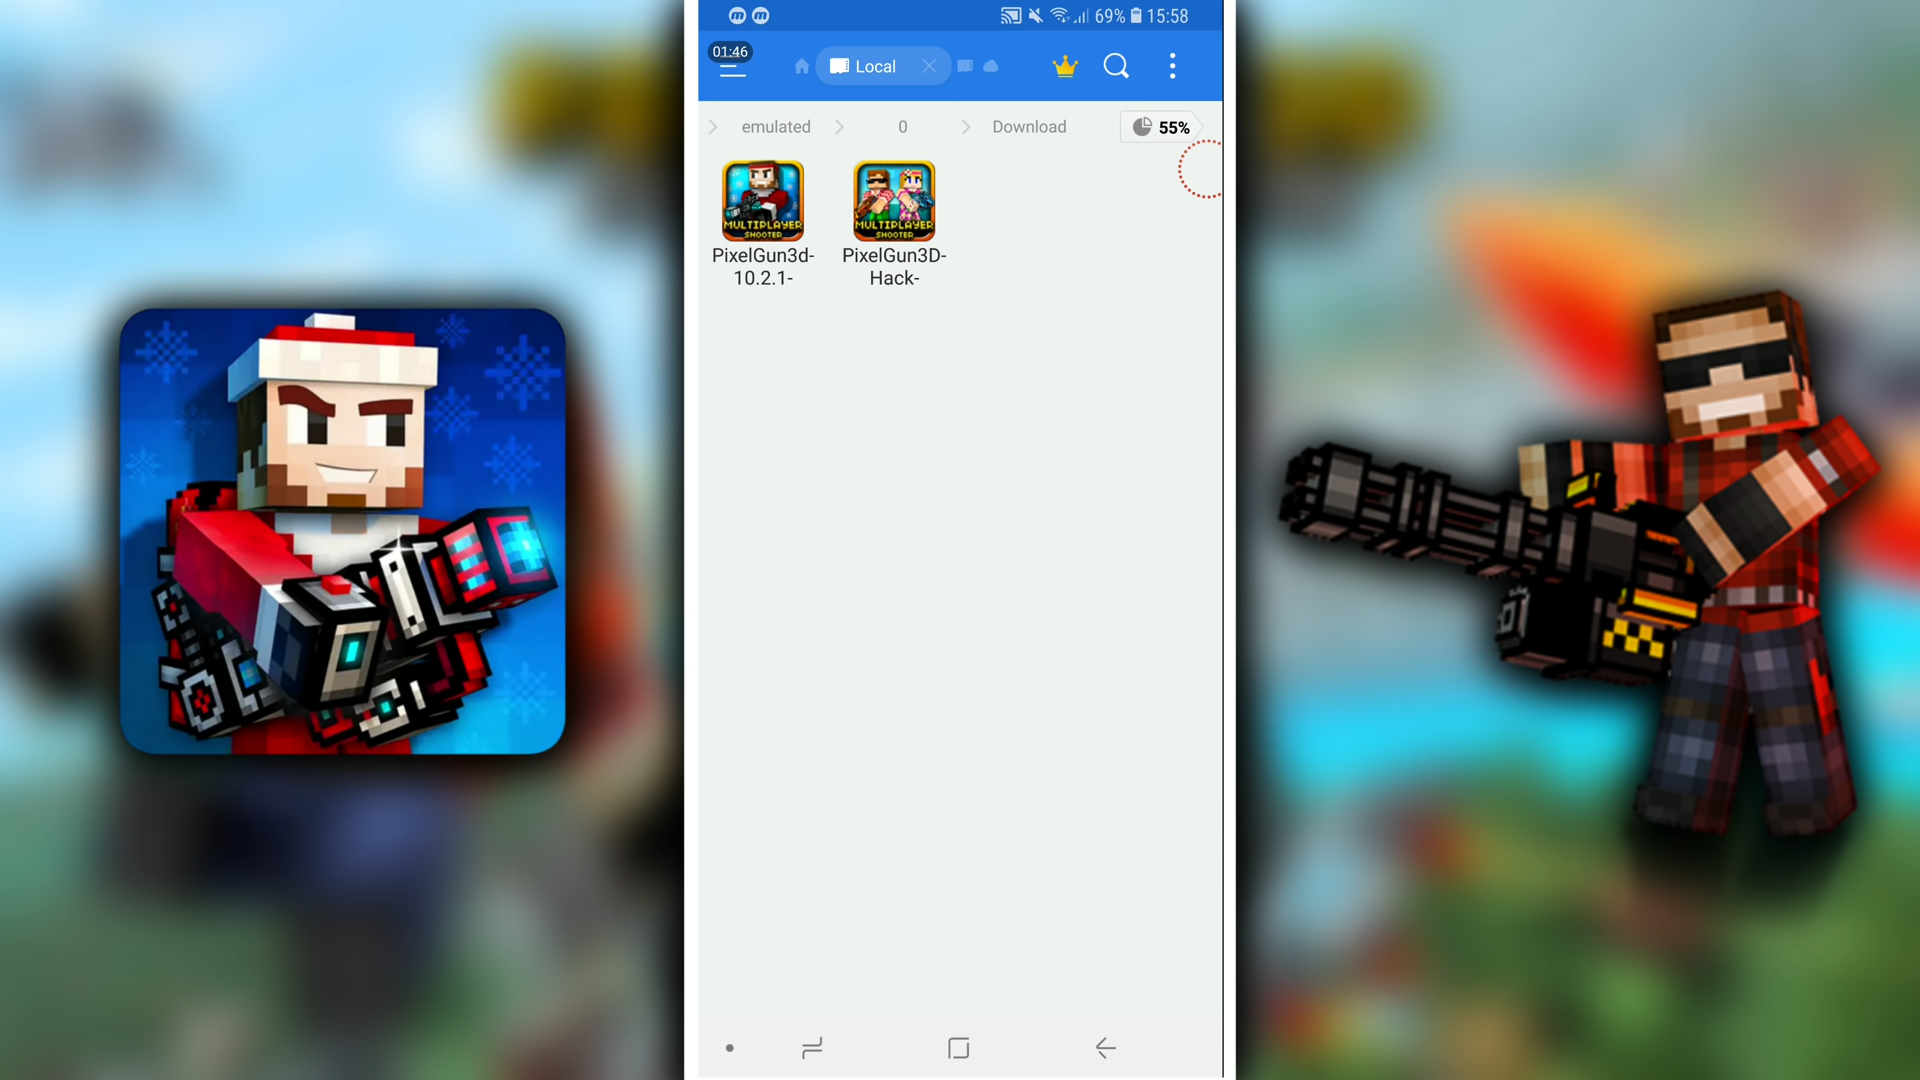 69% 15:58
01:46
Local
emulated
0
Download
55%
MULTIPLAYER
SHOOTER
MULTIPLAYER
SHOOTER
PixelGun3d-
10.2.1-
PixelGun3D-
Hack-